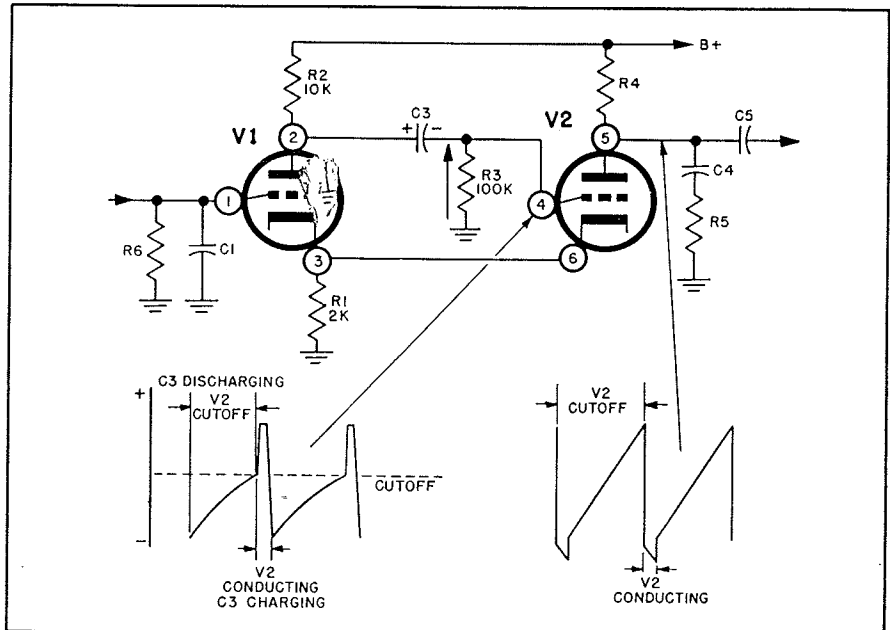 B+
R2
10K
R4
V1
C3
V2
C5
2
+ -
5
R3
100K
C4
1
4
R6
C1
R5
3
6
R1
2K
C3 DISCHARGING
V2
CUTOFF
+
CUTOFF
-
V2
CONDUCTING
C3 CHARGING
V2
CUTOFF
V2
CONDUCTING